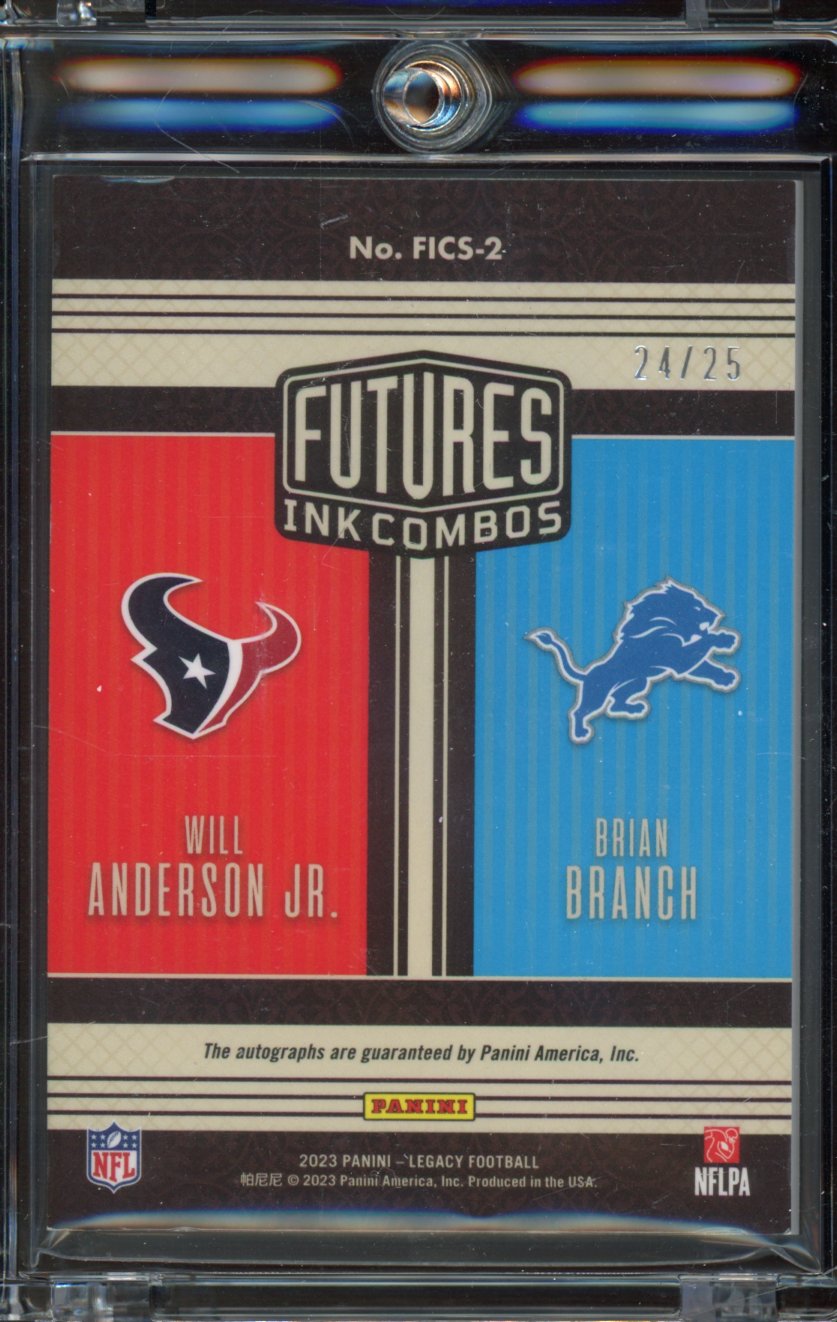 No. FICS-2
24/25
FUTURES
INK COMBOS
WILL
ANDERSON JR.
BRIAN
BRANCH
The autographs are guaranteed by Panini America, Inc.
PANINI
NFL
2023 PANINI – LEGACY FOOTBALL
帕尼尼 © 2023 Panini America, Inc. Produced in the USA.
NFLPA